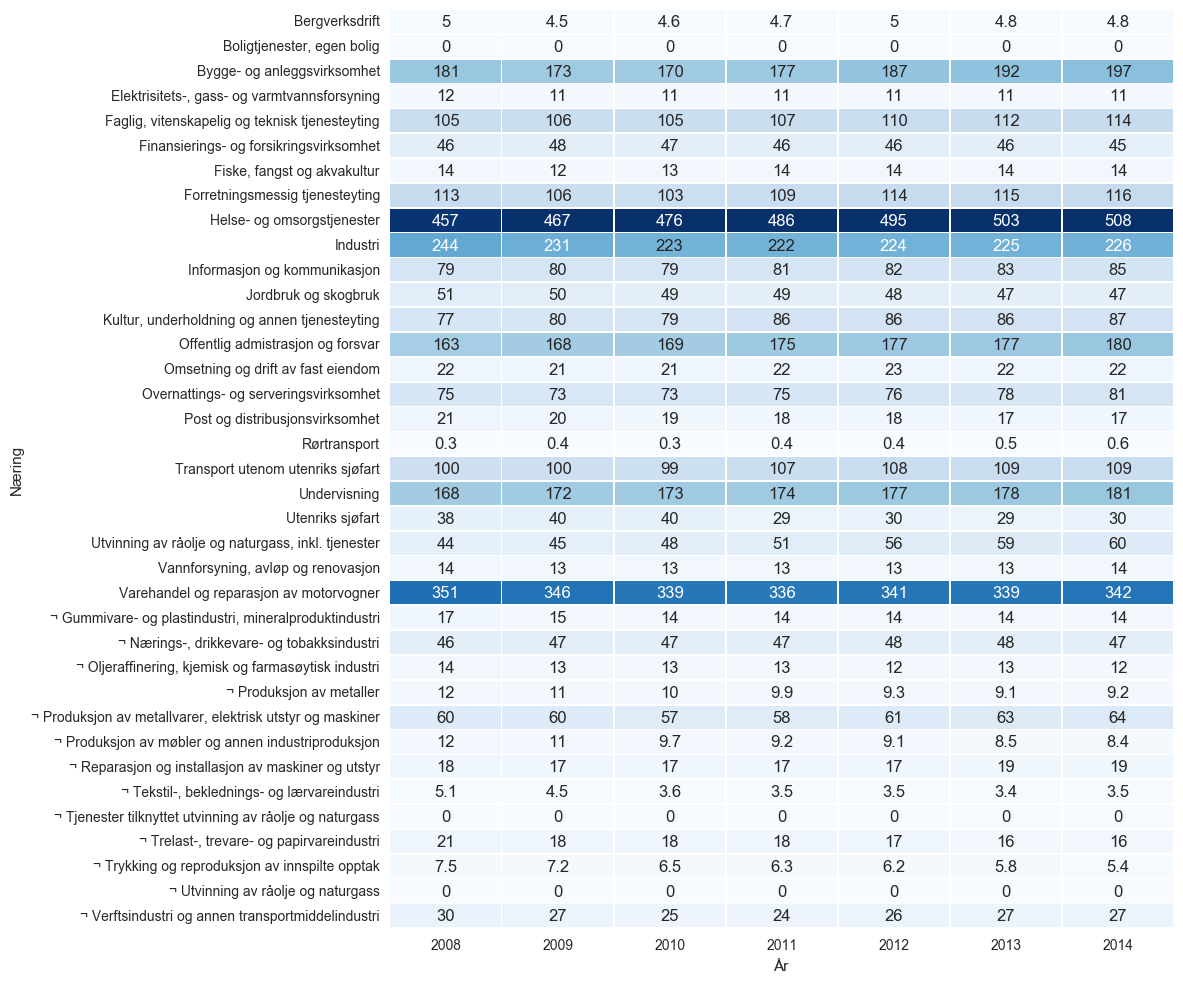 Bergverksdrift 5 4.5 4.6 4.7 5 4.8 4.8
Boligtjenester, egen bolig 0 0 0 0 0 0 0
Bygge- og anleggsvirksomhet 181 173 170 177 187 192 197
Elektrisitets-, gass- og varmtvannsforsyning 12 11 11 11 11 11 11
Faglig, vitenskapelig og teknisk tjenesteyting 105 106 105 107 110 112 114
Finansierings- og forsikringsvirksomhet 46 48 47 46 46 46 45
Fiske, fangst og akvakultur 14 12 13 14 14 14 14
Forretningsmessig tjenesteyting 113 106 103 109 114 115 116
Helse- og omsorgstjenester 457 467 476 486 495 503 508
Industri 244 231 223 222 224 225 226
Informasjon og kommunikasjon 79 80 79 81 82 83 85
Jordbruk og skogbruk 51 50 49 49 48 47 47
Kultur, underholdning og annen tjenesteyting 77 80 79 86 86 86 87
Offentlig admistrasjon og forsvar 163 168 169 175 177 177 180
Omsetning og drift av fast eiendom 22 21 21 22 23 22 22
Overnattings- og serveringsvirksomhet 75 73 73 75 76 78 81
Post og distribusjonsvirksomhet 21 20 19 18 18 17 17
Rørtransport 0.3 0.4 0.3 0.4 0.4 0.5 0.6
Transport utenom utenriks sjøfart 100 100 99 107 108 109 109
Undervisning 168 172 173 174 177 178 181
Utenriks sjøfart 38 40 40 29 30 29 30
Utvinning av råolje og naturgass, inkl. tjenester 44 45 48 51 56 59 60
Vannforsyning, avløp og renovasjon 14 13 13 13 13 13 14
Varehandel og reparasjon av motorvogner 351 346 339 336 341 339 342
¬ Gummivare- og plastindustri, mineralproduktindustri 17 15 14 14 14 14 14
¬ Nærings-, drikkevare- og tobakksindustri 46 47 47 47 48 48 47
¬ Oljeraffinering, kjemisk og farmasøytisk industri 14 13 13 13 12 13 12
¬ Produksjon av metaller 12 11 10 9.9 9.3 9.1 9.2
¬ Produksjon av metallvarer, elektrisk utstyr og maskiner 60 60 57 58 61 63 64
¬ Produksjon av møbler og annen industriproduksjon 12 11 9.7 9.2 9.1 8.5 8.4
¬ Reparasjon og installasjon av maskiner og utstyr 18 17 17 17 17 19 19
¬ Tekstil-, beklednings- og lærvareindustri 5.1 4.5 3.6 3.5 3.5 3.4 3.5
¬ Tjenester tilknyttet utvinning av råolje og naturgass 0 0 0 0 0 0 0
¬ Trelast-, trevare- og papirvareindustri 21 18 18 18 17 16 16
¬ Trykking og reproduksjon av innspilte opptak 7.5 7.2 6.5 6.3 6.2 5.8 5.4
¬ Utvinning av råolje og naturgass 0 0 0 0 0 0 0
¬ Verftsindustri og annen transportmiddelindustri 30 27 25 24 26 27 27
2008 2009 2010 2011 2012 2013 2014
År
Næring